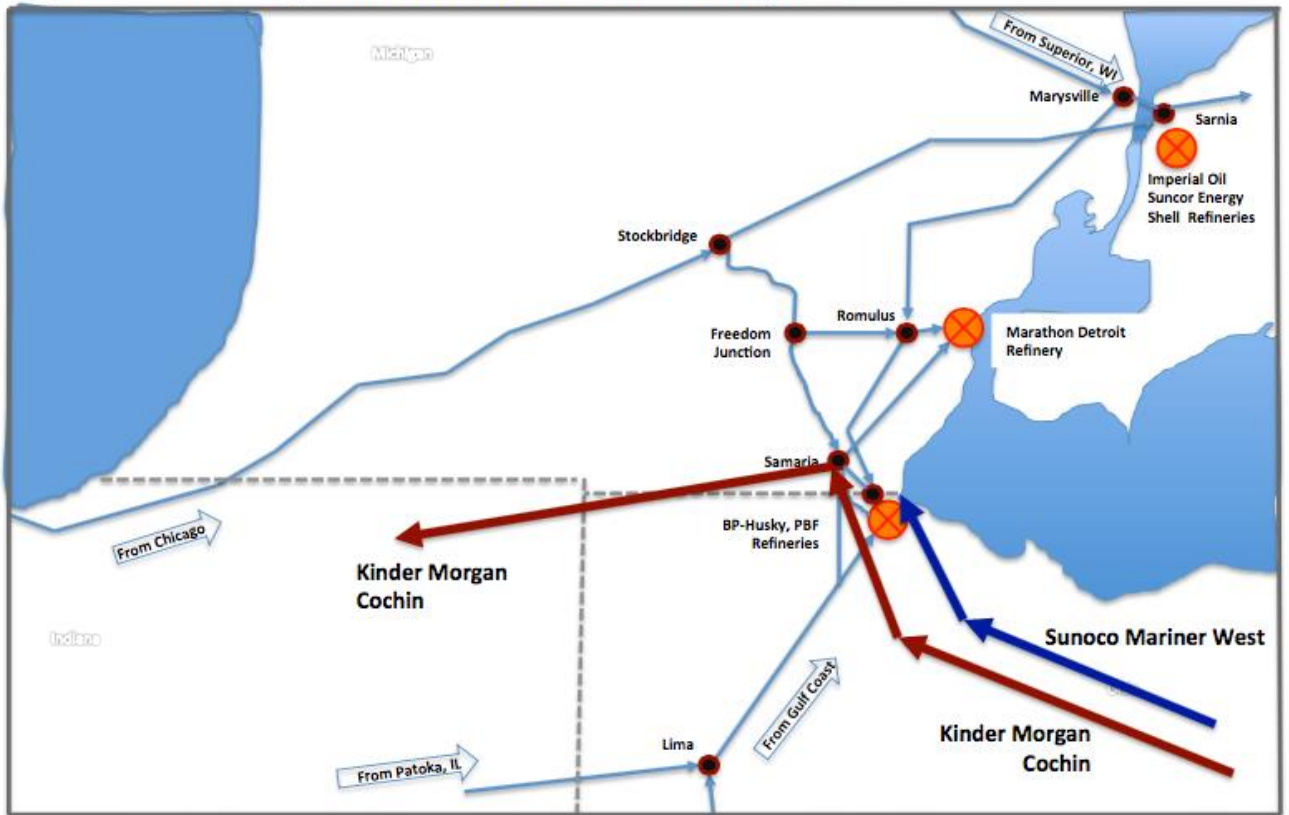 Michigan
From Superior, WI
Marysville
Sarnia
Imperial Oil
Suncor Energy
Shell Refineries
Stockbridge
Romulus
Freedom
Junction
Marathon Detroit
Refinery
Samaria
From Chicago
BP-Husky, PBF
Refineries
Kinder Morgan
Cochin
Indiana
Sunoco Mariner West
From Gulf Coast
Kinder Morgan
Cochin
Lima
From Patoka, IL